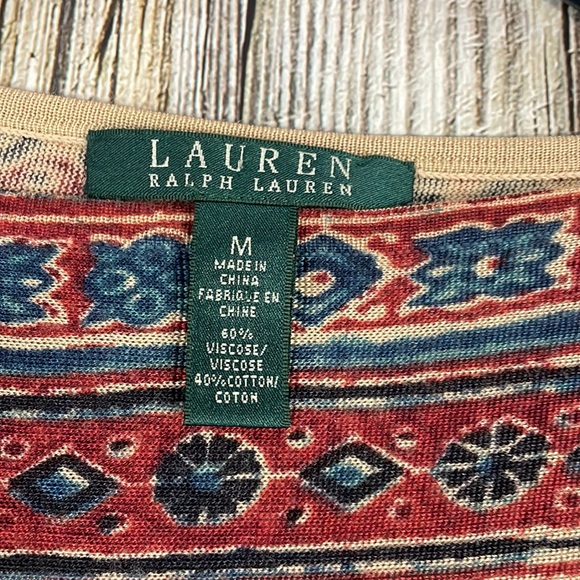 LAUREN
RALPH LAUREN
M
MADE IN
CHINA
FABRIQUE EN
CHINE
60%
VISCOSE/
VISCOSE
40%COTTON/
COTON